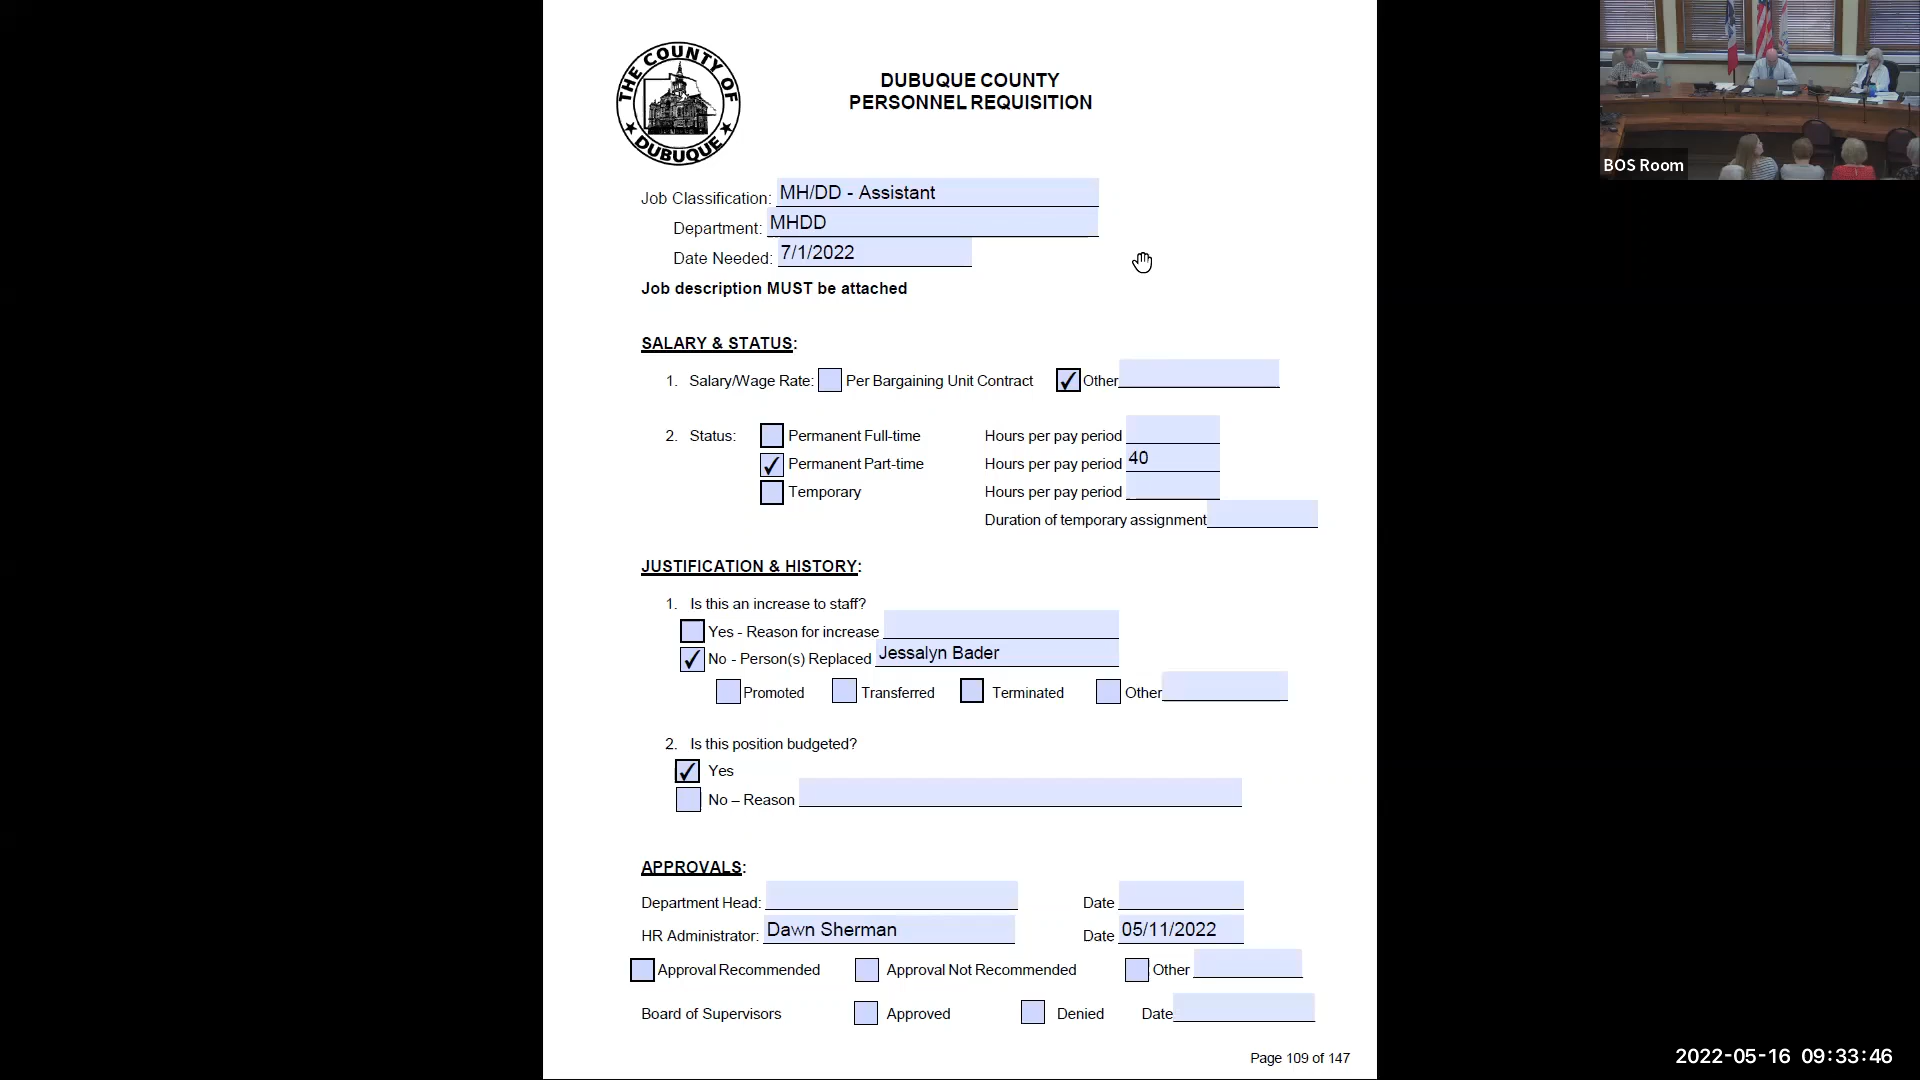 THE COUNTY OF
DUBUQUE
DUBUQUE COUNTY
PERSONNEL REQUISITION
Job Classification: MH/DD - Assistant
Department: MHDD
Date Needed: 7/1/2022
Job description MUST be attached
SALARY & STATUS:
1. Salary/Wage Rate: Per Bargaining Unit Contract ✓ Other
2. Status: Permanent Full-time Hours per pay period
✓ Permanent Part-time Hours per pay period 40
Temporary Hours per pay period
Duration of temporary assignment
JUSTIFICATION & HISTORY:
1. Is this an increase to staff?
Yes - Reason for increase
✓ No - Person(s) Replaced Jessalyn Bader
Promoted Transferred Terminated Other
2. Is this position budgeted?
✓ Yes
No – Reason
APPROVALS:
Department Head: Date
HR Administrator: Dawn Sherman Date 05/11/2022
Approval Recommended Approval Not Recommended Other
Board of Supervisors Approved Denied Date
Page 109 of 147
BOS Room
2022-05-16 09:33:46